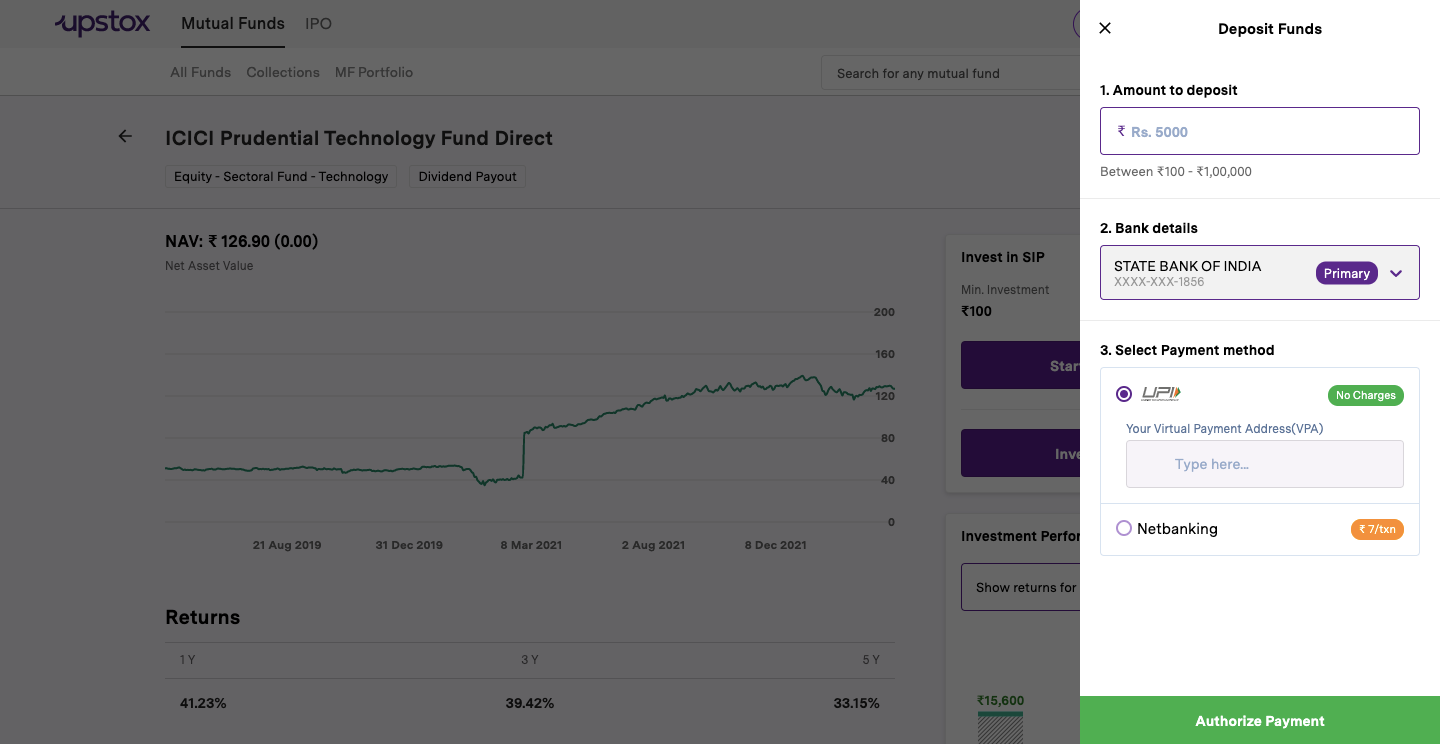 upstox
Mutual Funds
IPO
All Funds
Collections
MF Portfolio
Search for any mutual fund
ICICI Prudential Technology Fund Direct
Equity - Sectoral Fund - Technology
Dividend Payout
NAV: ₹ 126.90 (0.00)
Net Asset Value
200
160
120
80
40
0
21 Aug 2019
31 Dec 2019
8 Mar 2021
2 Aug 2021
8 Dec 2021
Returns
1 Y
3 Y
5 Y
41.23%
39.42%
33.15%
Invest in SIP
Min. Investment
₹100
Investment Perfor
Show returns for
₹15,600
Deposit Funds
1. Amount to deposit
₹ Rs. 5000
Between ₹100 - ₹1,00,000
2. Bank details
STATE BANK OF INDIA
XXXX-XXX-1856
Primary
3. Select Payment method
UPI
No Charges
Your Virtual Payment Address(VPA)
Type here...
Netbanking
₹ 7/txn
Authorize Payment